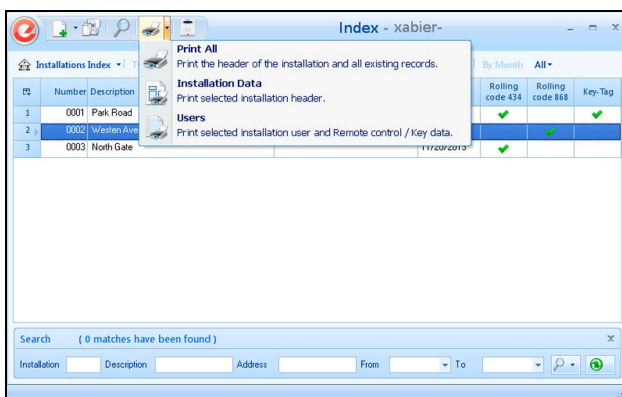 Index - xabier-
Print All
Print the header of the installation and all existing records.
Installation Data
Print selected installation header.
Users
Print selected installation user and Remote control / Key data.
Installations Index By Month All
Number Description Rolling code 434 Rolling code 868 Key-Tag
1 0001 Park Road
2 0002 Westen Ave
3 0003 North Gate 11/20/2013
Search ( 0 matches have been found )
Installation Description Address From To